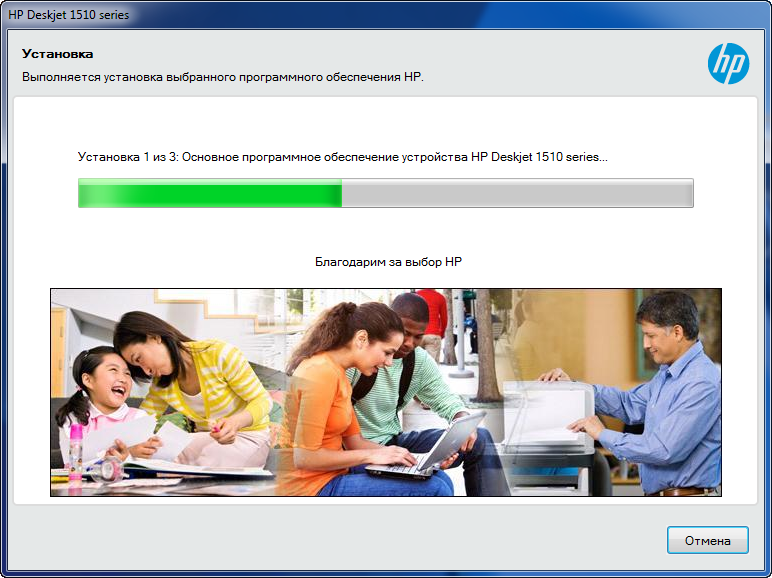 HP Deskjet 1510 series
Установка
Выполняется установка выбранного программного обеспечения HP.
hp
Установка 1 из 3: Основное программное обеспечение устройства HP Deskjet 1510 series...
Благодарим за выбор HP
Отмена